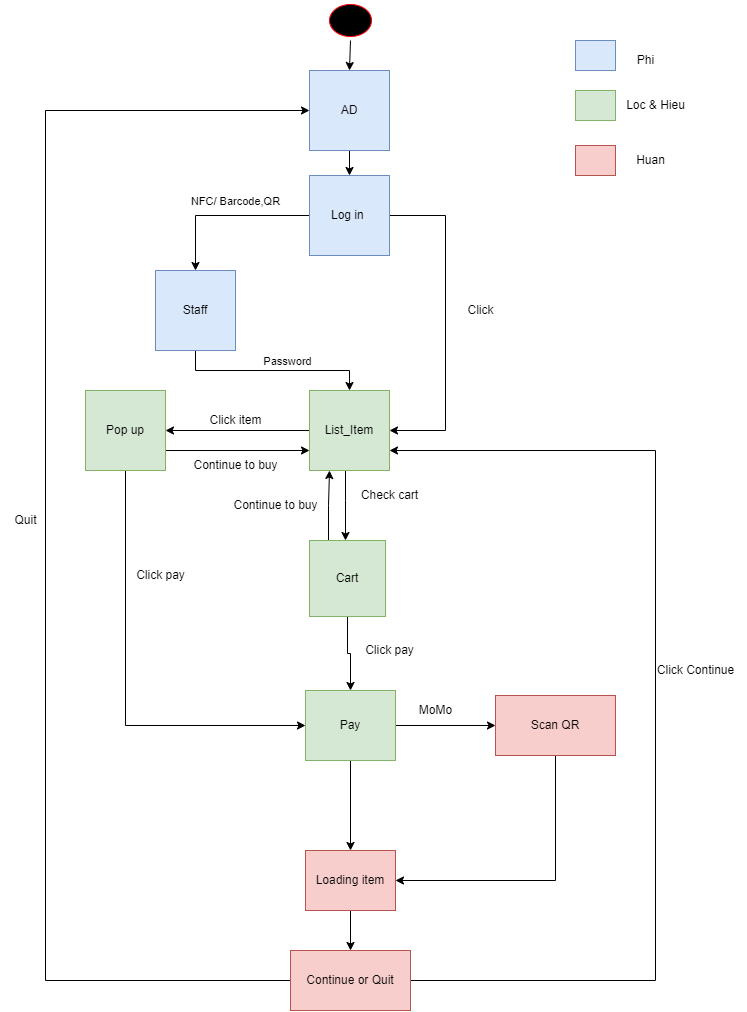 Phi
AD
Loc & Hieu
Huan
NFC/ Barcode,QR
Log in
Staff
Click
Password
Click item
Pop up
List_Item
Continue to buy
Check cart
Continue to buy
Quit
Click pay
Cart
Click pay
Click Continue
MoMo
Pay
Scan QR
Loading item
Continue or Quit